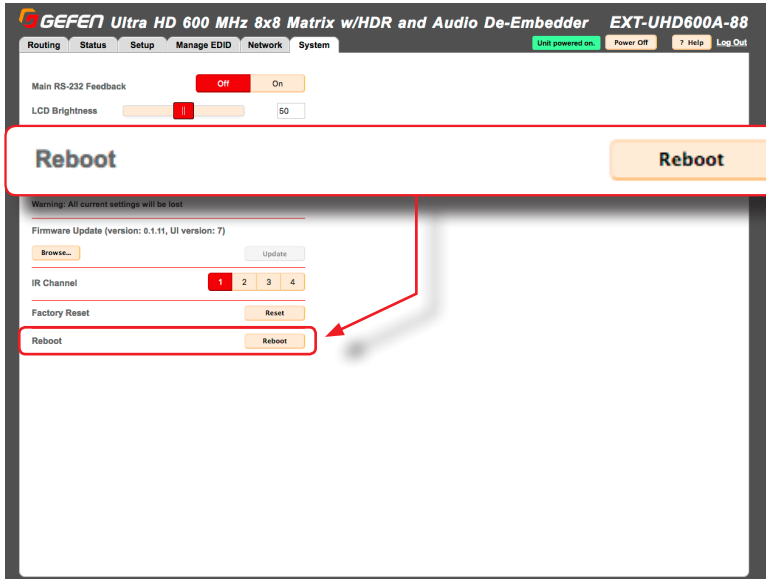 GEFEN Ultra HD 600 MHz 8x8 Matrix w/HDR and Audio De-Embedder EXT-UHD600A-88
Routing Status Setup Manage EDID Network System Unit powered on. Power Off ? Help Log Out
Main RS-232 Feedback Off On
LCD Brightness 50
Reboot Reboot
Warning: All current settings will be lost
Firmware Update (version: 0.1.11, UI version: 7)
Browse... Update
IR Channel 1 2 3 4
Factory Reset Reset
Reboot Reboot